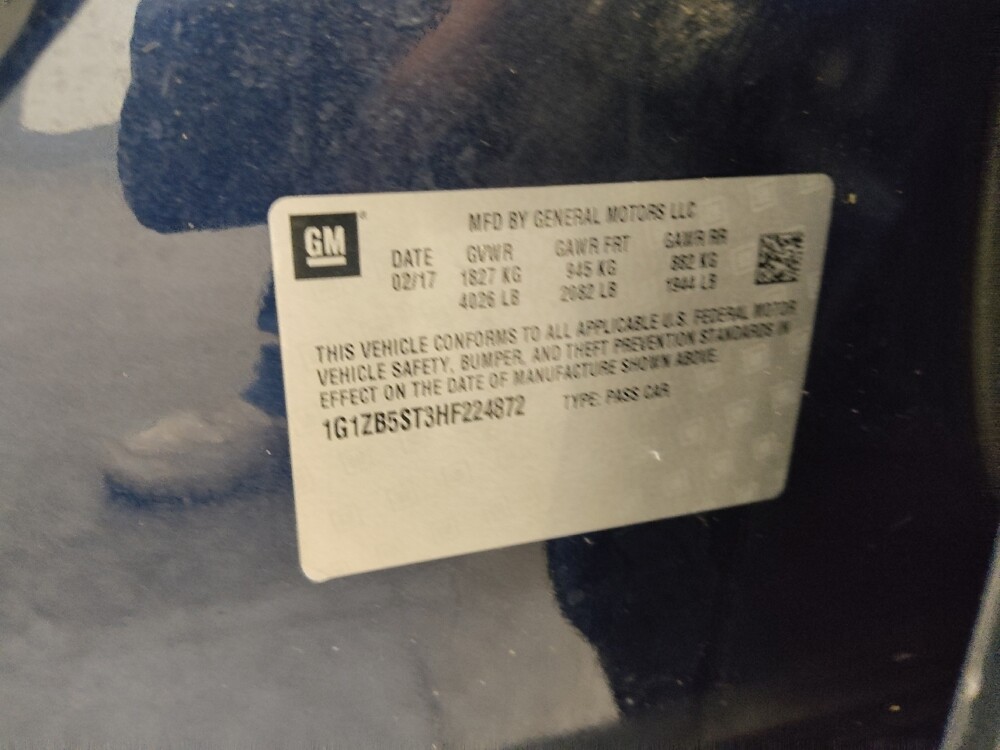 GM
MFD BY GENERAL MOTORS LLC
DATE GVWR GAWR FRT GAWR RR
02/17 1827 KG 945 KG 882 KG
4026 LB 2082 LB 1944 LB
THIS VEHICLE CONFORMS TO ALL APPLICABLE U.S. FEDERAL MOTOR
VEHICLE SAFETY, BUMPER, AND THEFT PREVENTION STANDARDS IN
EFFECT ON THE DATE OF MANUFACTURE SHOWN ABOVE.
1G1ZB5ST3HF224872 TYPE: PASS CAR